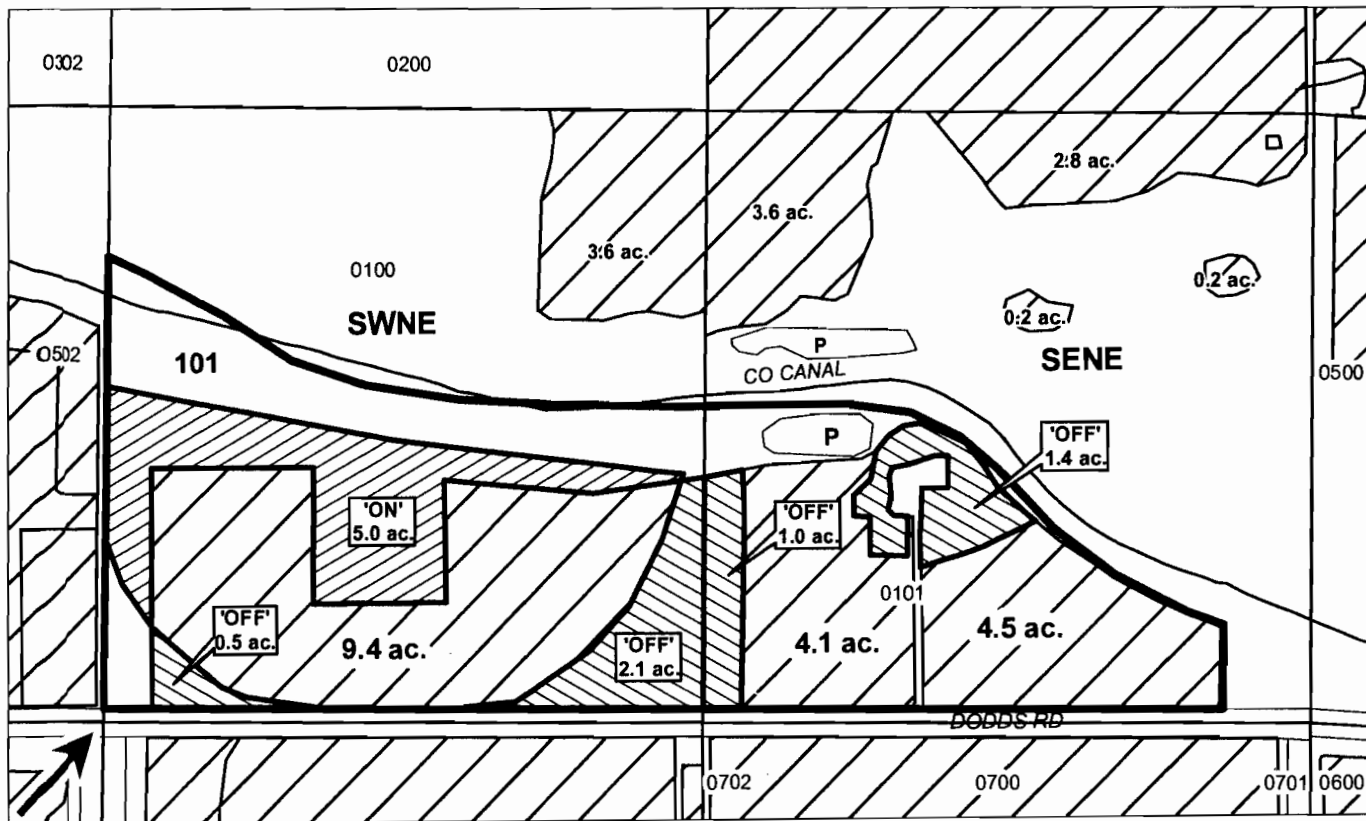 0302
0200
2.8 ac.
3.6 ac.
3.6 ac.
0.2 ac.
0100
0.2 ac.
SWNE
P
SENE
O502
101
CO CANAL
0500
P
'OFF'
1.4 ac.
'ON'
5.0 ac.
'OFF'
1.0 ac.
0101
'OFF'
0.5 ac.
9.4 ac.
'OFF'
2.1 ac.
4.1 ac.
4.5 ac.
DODDS RD
0702
0700
0701
0600